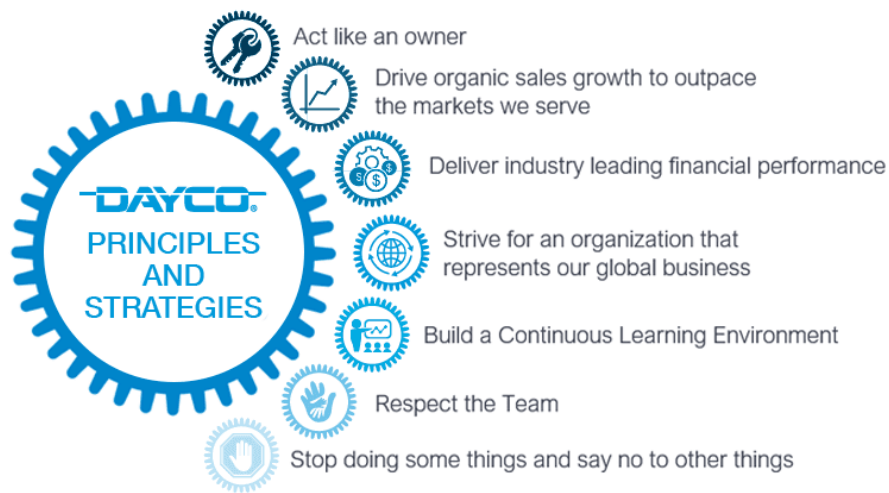 Act like an owner
Drive organic sales growth to outpace
the markets we serve
Deliver industry leading financial performance
DAYCO®
PRINCIPLES
AND
STRATEGIES
Strive for an organization that
represents our global business
Build a Continuous Learning Environment
Respect the Team
Stop doing some things and say no to other things
$
$
$